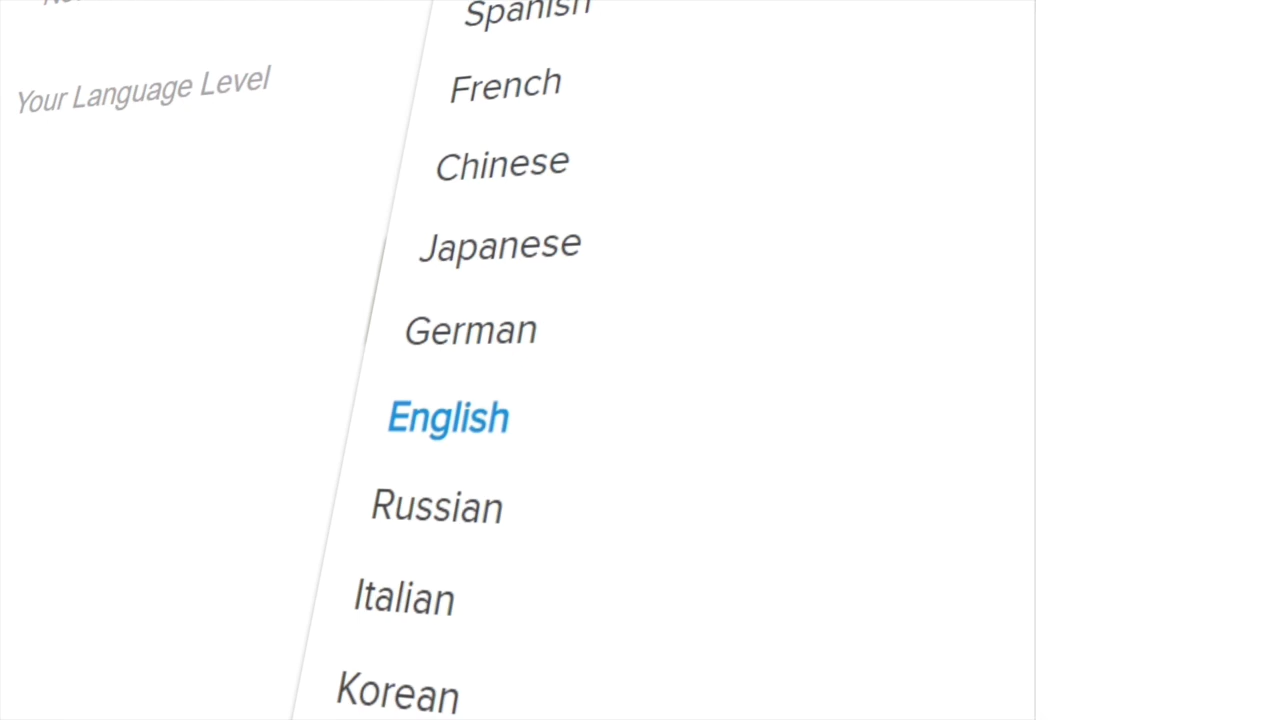 Your Language Level
Spanish
French
Chinese
Japanese
German
English
Russian
Italian
Korean